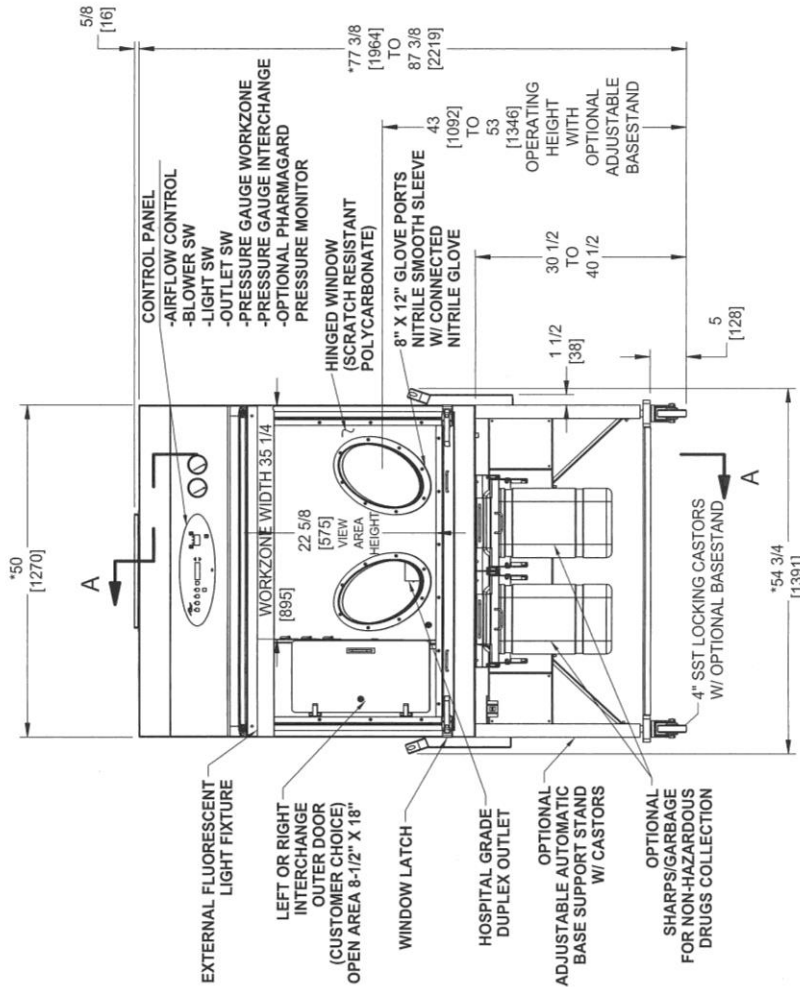 5/8
[16]
*77 3/8
[1964]
TO
87 3/8
[2219]
43
[1092]
TO
53
[1346]
OPERATING
HEIGHT
WITH
OPTIONAL
ADJUSTABLE
BASESTAND
30 1/2
TO
40 1/2
1 1/2
[38]
5
[128]
CONTROL PANEL
-AIRFLOW CONTROL
-BLOWER SW
-LIGHT SW
-OUTLET SW
-PRESSURE GAUGE WORKZONE
-PRESSURE GAUGE INTERCHANGE
-OPTIONAL PHARMAGARD
PRESSURE MONITOR
HINGED WINDOW
(SCRATCH RESISTANT
POLYCARBONATE)
8" X 12" GLOVE PORTS
NITRILE SMOOTH SLEEVE
W/ CONNECTED
NITRILE GLOVE
*50
[1270]
A
A
WORKZONE WIDTH 35 1/4
[895]
22 5/8
[575]
VIEW
AREA
HEIGHT
*54 3/4
[1391]
4" SST LOCKING CASTORS
W/ OPTIONAL BASESTAND
EXTERNAL FLUORESCENT
LIGHT FIXTURE
LEFT OR RIGHT
INTERCHANGE
OUTER DOOR
(CUSTOMER CHOICE)
OPEN AREA 8-1/2" X 18"
WINDOW LATCH
HOSPITAL GRADE
DUPLEX OUTLET
OPTIONAL
ADJUSTABLE AUTOMATIC
BASE SUPPORT STAND
W/ CASTORS
OPTIONAL
SHARPS/GARBAGE
FOR NON-HAZARDOUS
DRUGS COLLECTION